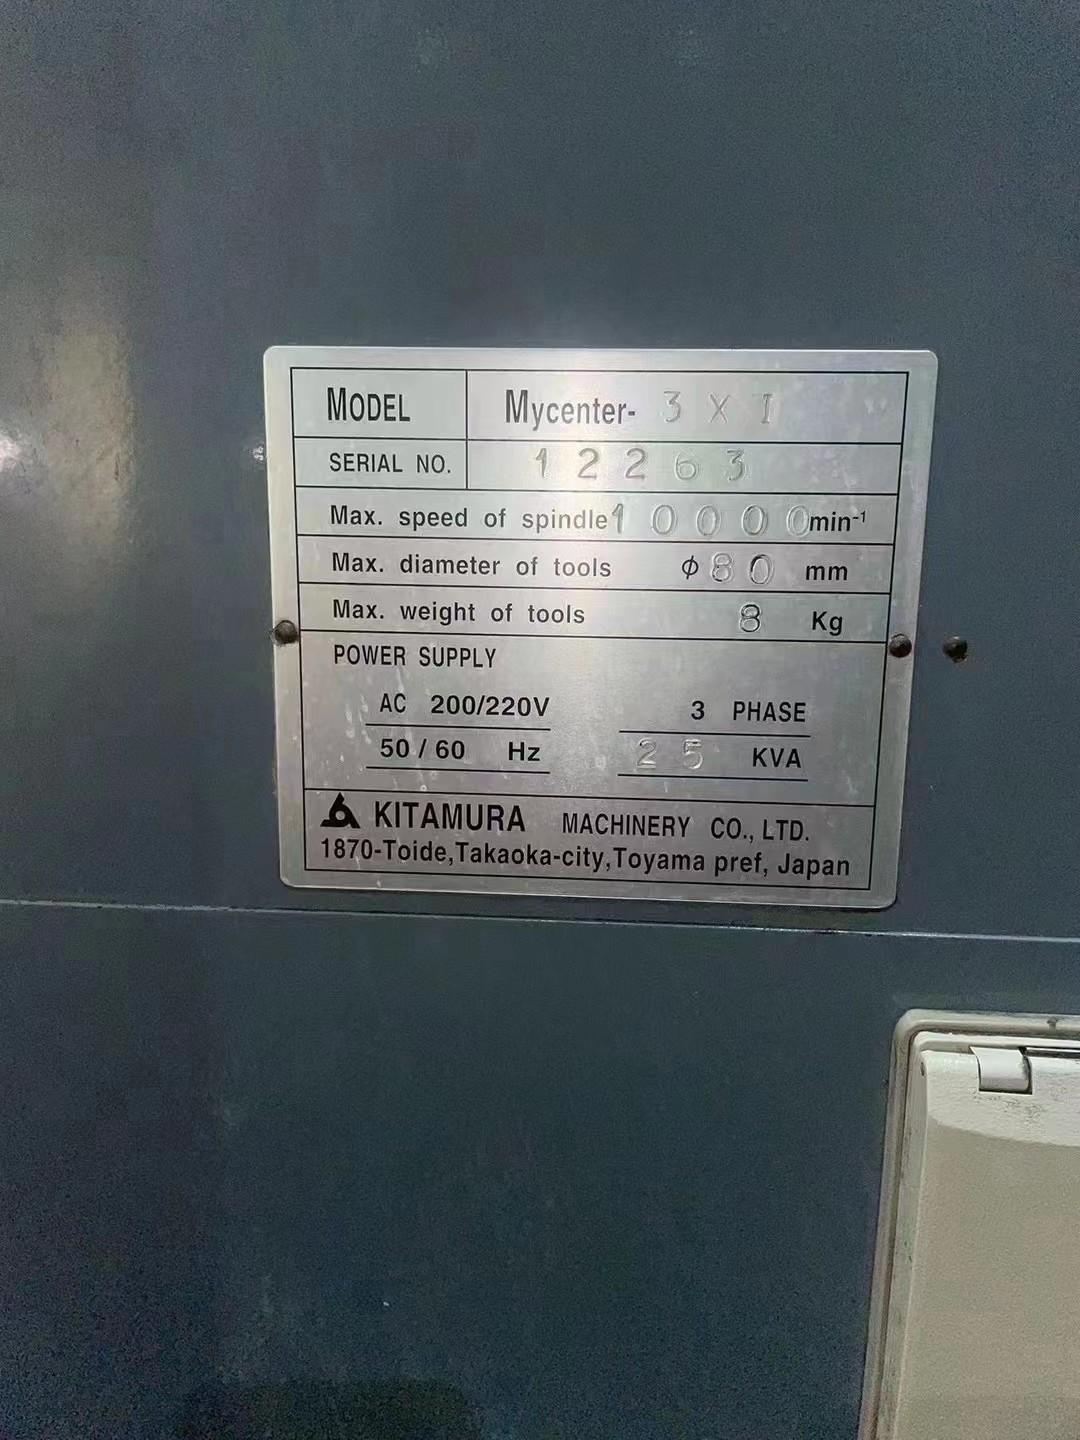 MODEL Mycenter- 3 X I
SERIAL NO. 12263
Max. speed of spindle 10000 min⁻¹
Max. diameter of tools ϕ80 mm
Max. weight of tools 8 Kg
POWER SUPPLY
AC 200/220V 3 PHASE
50 / 60 Hz 25 KVA
KITAMURA MACHINERY CO., LTD.
1870-Toide,Takaoka-city,Toyama pref, Japan